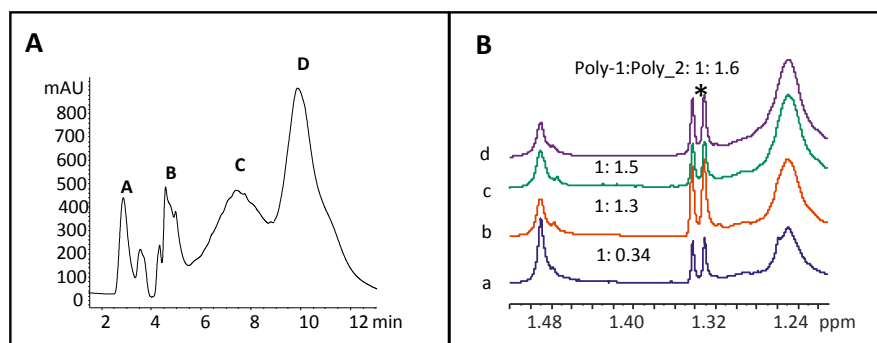 A
mAU
800
700
600
500
400
300
200
100
0
A
B
C
D
2 4 6 8 10 12 min
B
Poly-1:Poly_2: 1: 1.6
*
d
1: 1.5
c
1: 1.3
b
1: 0.34
a
1.48 1.40 1.32 1.24 ppm